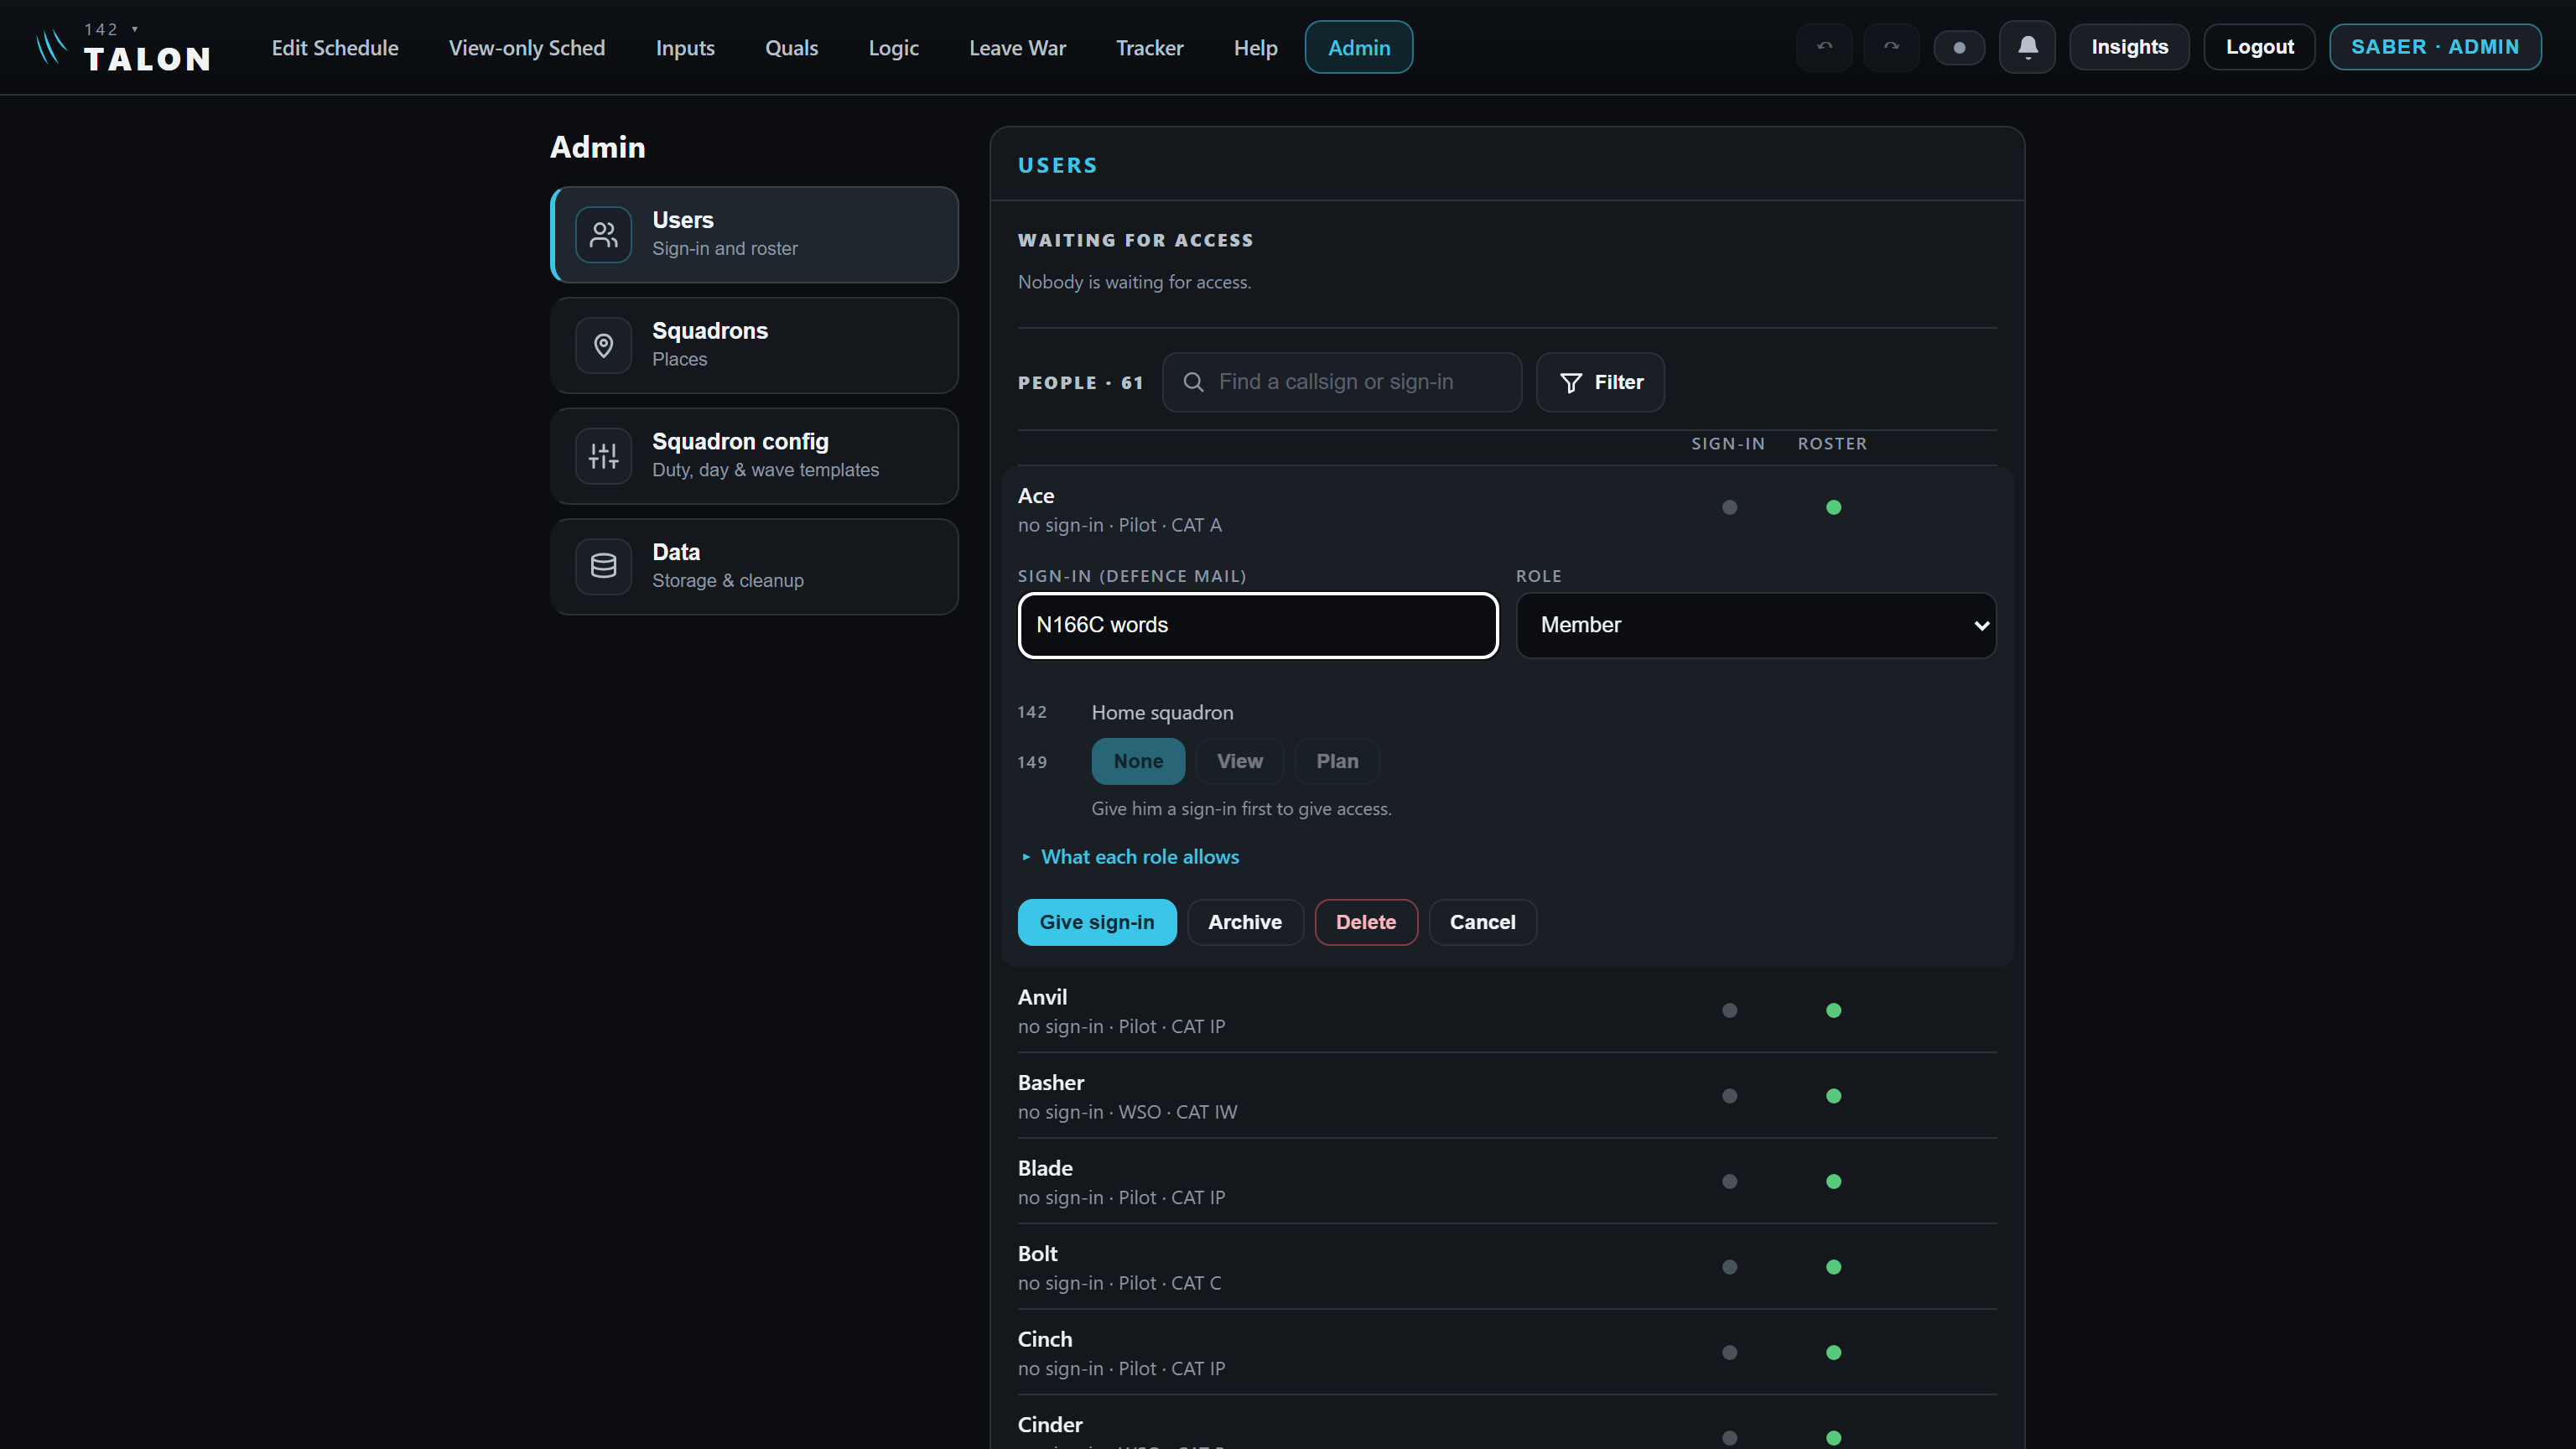 142 ▾
TALON
Edit Schedule View-only Sched Inputs Quals Logic Leave War Tracker Help Admin
Insights Logout SABER · ADMIN
Admin
Users
Sign-in and roster
Squadrons
Places
Squadron config
Duty, day & wave templates
Data
Storage & cleanup
USERS
WAITING FOR ACCESS
Nobody is waiting for access.
PEOPLE · 61 Find a callsign or sign-in Filter
SIGN-IN ROSTER
Ace
no sign-in · Pilot · CAT A
SIGN-IN (DEFENCE MAIL) ROLE
N166C words Member
142 Home squadron
149 None View Plan
Give him a sign-in first to give access.
▸ What each role allows
Give sign-in Archive Delete Cancel
Anvil
no sign-in · Pilot · CAT IP
Basher
no sign-in · WSO · CAT IW
Blade
no sign-in · Pilot · CAT IP
Bolt
no sign-in · Pilot · CAT C
Cinch
no sign-in · Pilot · CAT IP
Cinder